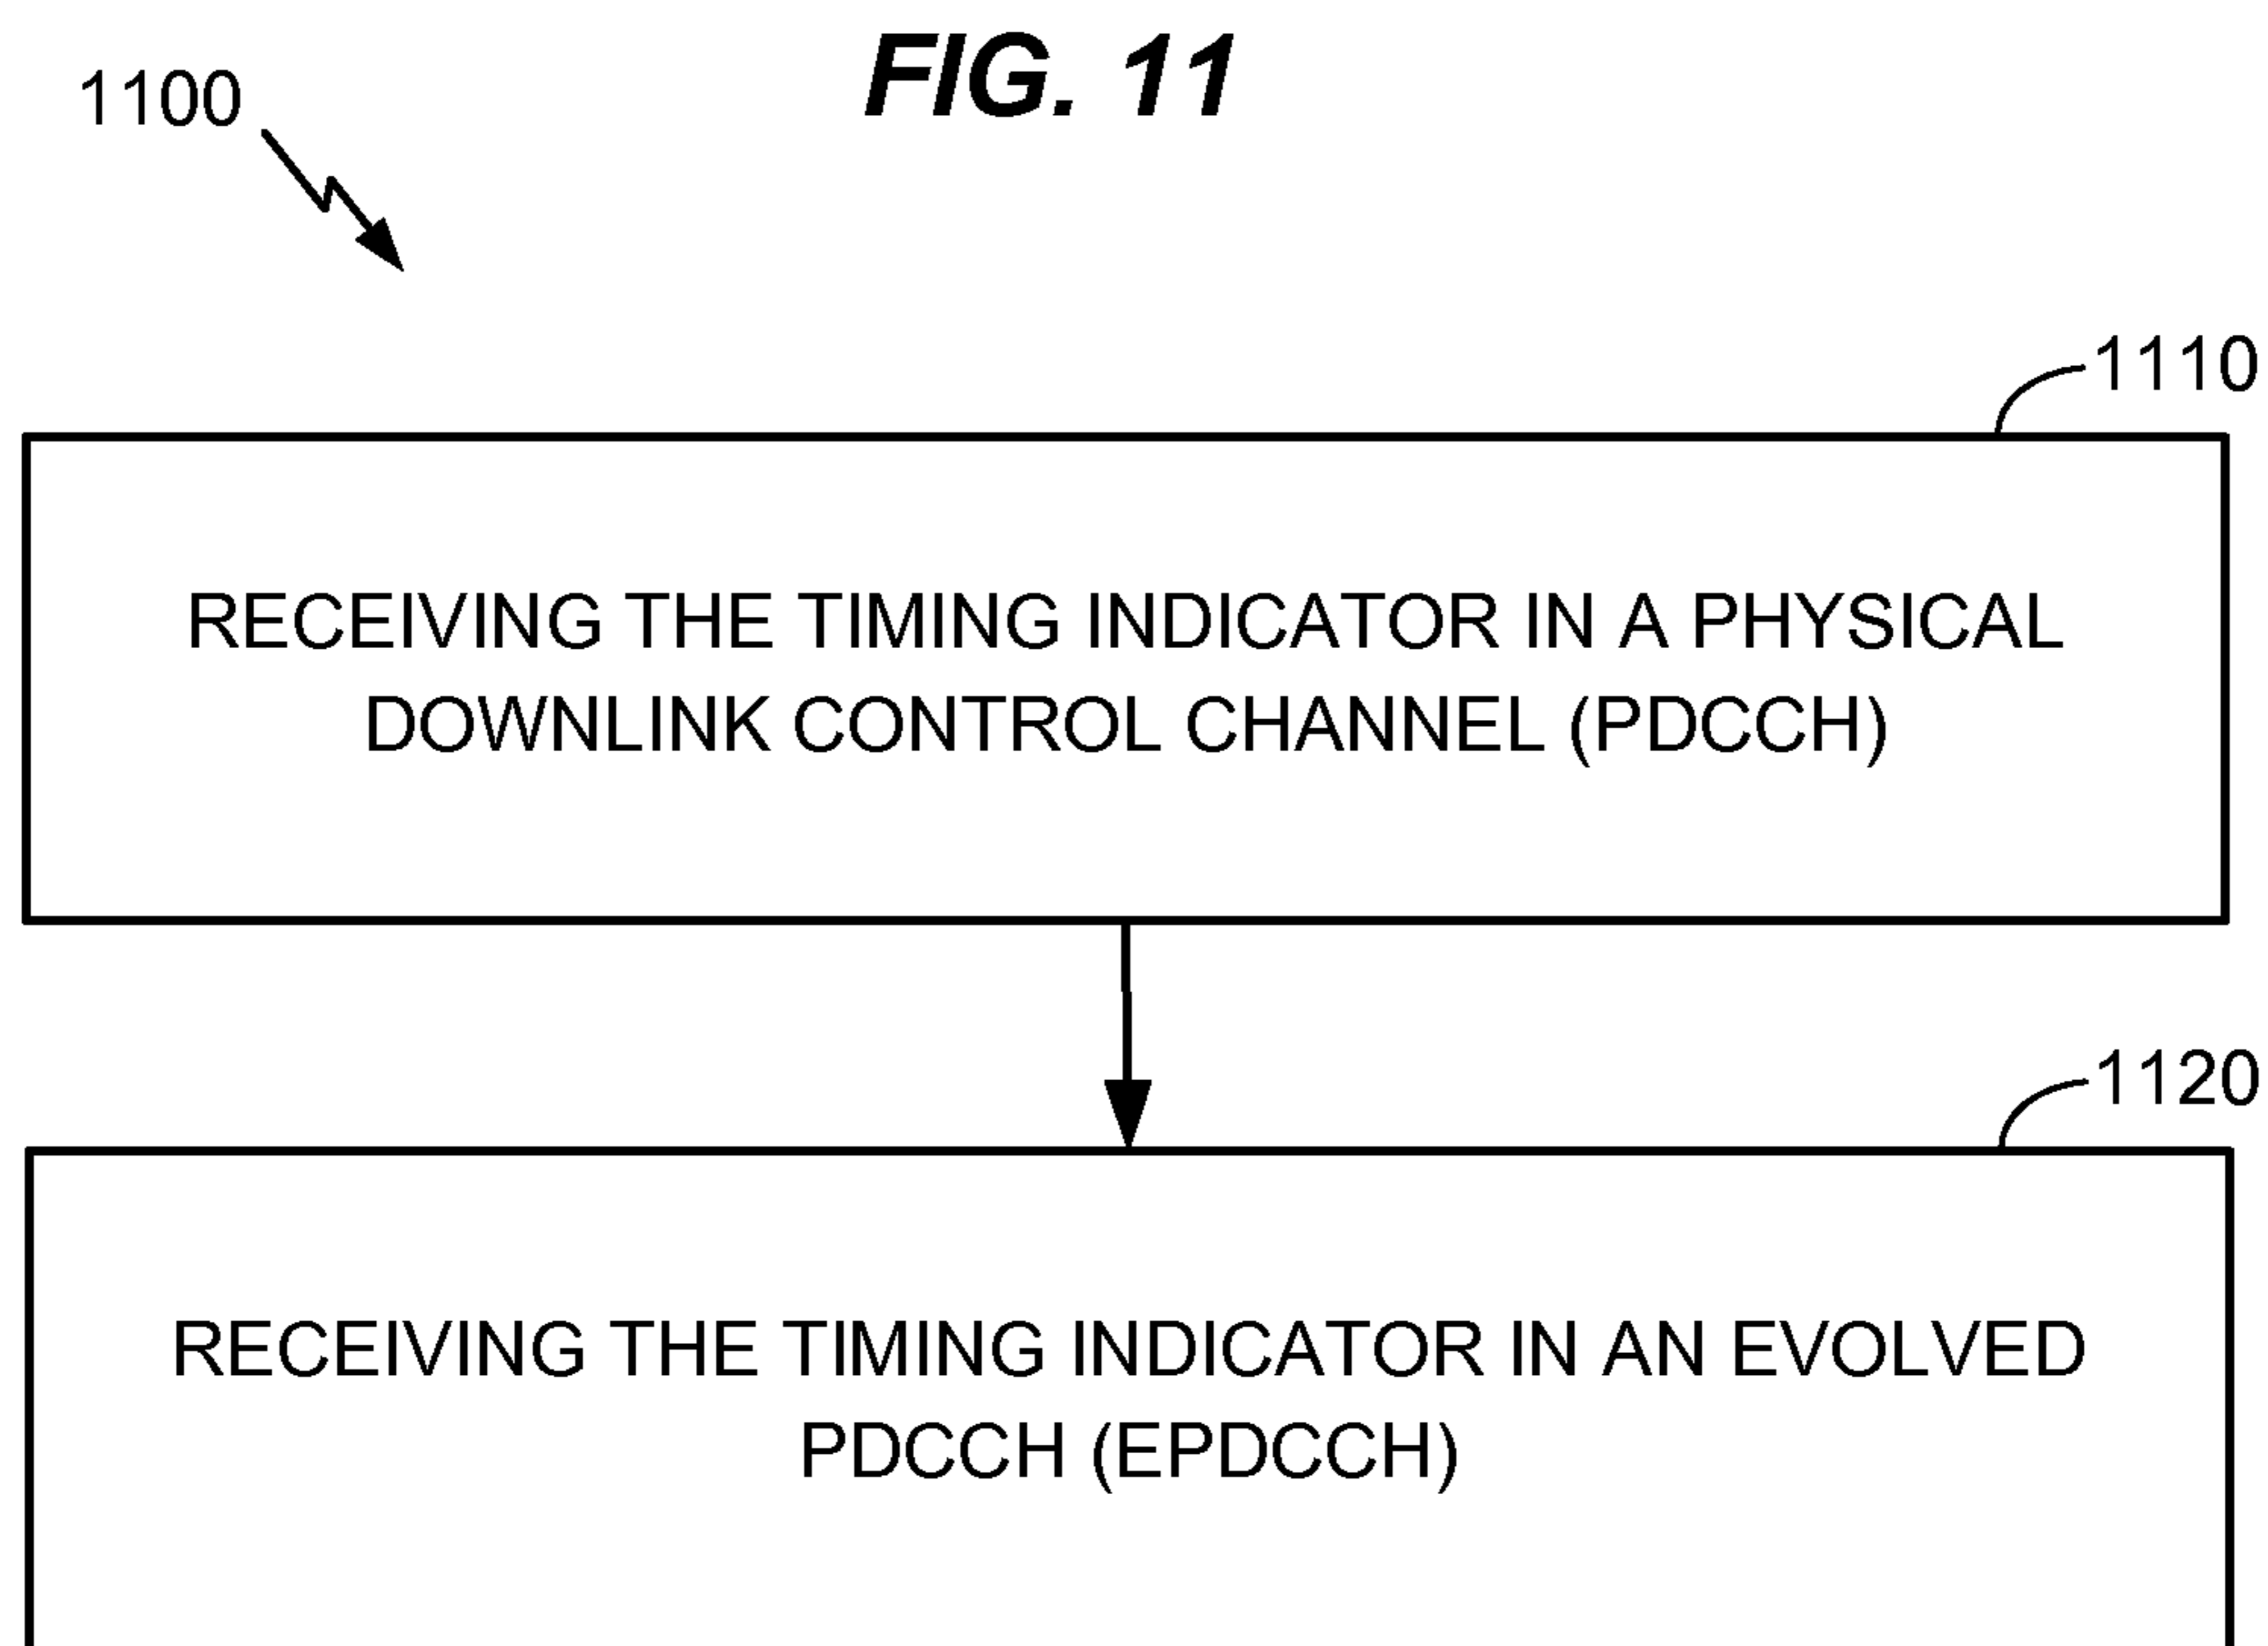 FIG. 11
1100
1110
RECEIVING THE TIMING INDICATOR IN A PHYSICAL
DOWNLINK CONTROL CHANNEL (PDCCH)
1120
RECEIVING THE TIMING INDICATOR IN AN EVOLVED
PDCCH (EPDCCH)